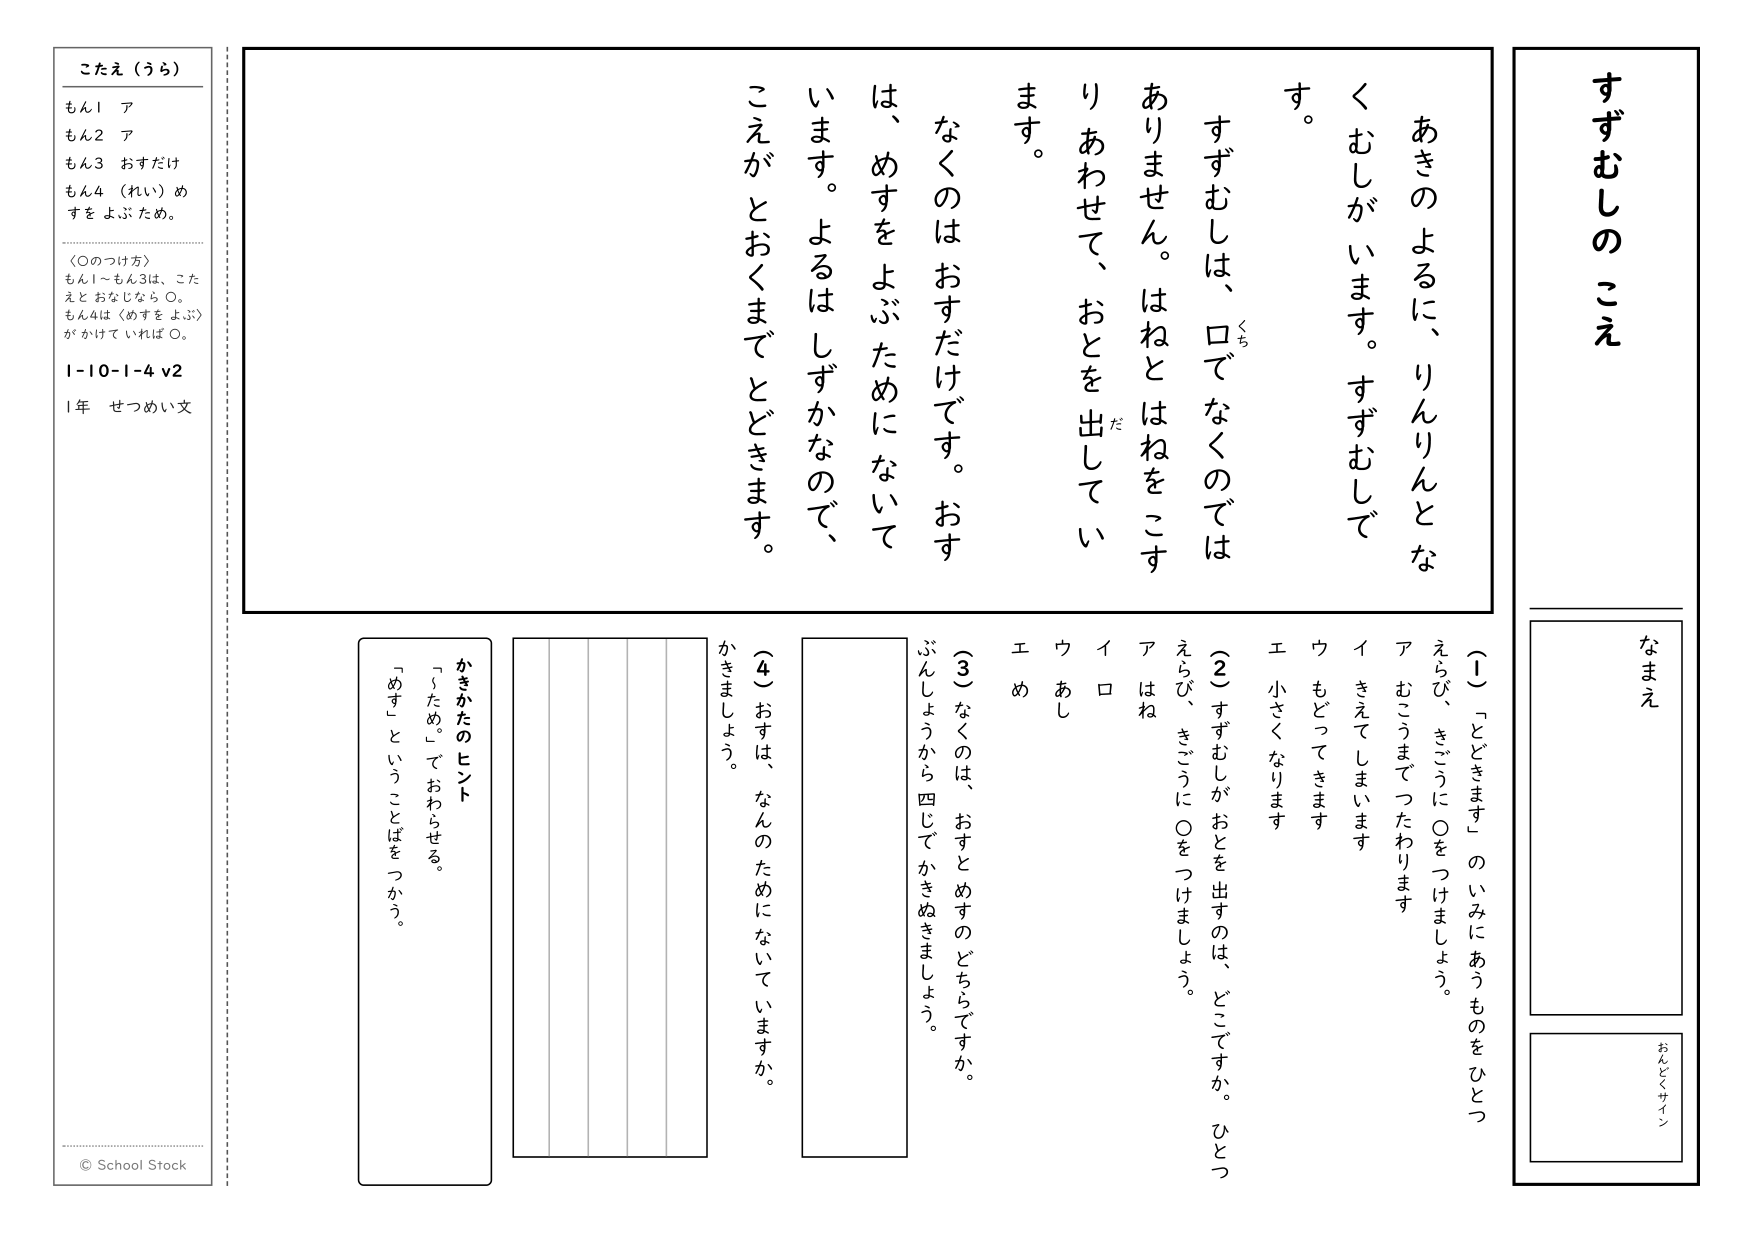 すずむしの こえ
なまえ
おんどくサイン
あきの よるに、りんりんと な
く むしが います。すずむしで
す。
すずむしは、口で なくのでは
くち
ありません。はねと はねを こす
り あわせて、おとを 出して い
だ
ます。
なくのは おすだけです。おす
は、めすを よぶ ために ないて
います。よるは しずかなので、
こえが とおくまで とどきます。
(1)「とどきます」の いみに あう ものを ひとつ
えらび、きごうに ○を つけましょう。
ア むこうまで つたわります
イ きえて しまいます
ウ もどって きます
エ 小さく なります
(2)すずむしが おとを 出すのは、どこですか。ひとつ
えらび、きごうに ○を つけましょう。
ア はね
イ 口
ウ あし
エ め
(3)なくのは、おすと めすの どちらですか。
ぶんしょうから 四じで かきぬきましょう。
(4)おすは、なんの ために ないて いますか。
かきましょう。
かきかたの ヒント
「~ため。」で おわらせる。
「めす」と いう ことばを つかう。
こたえ（うら）
もん1 ア
もん2 ア
もん3 おすだけ
もん4 （れい）め
すを よぶ ため。
〈○のつけ方〉
もん1～もん3は、こた
えと おなじなら ○。
もん4は〈めすを よぶ〉
が かけて いれば ○。
1-10-1-4 v2
1年 せつめい文
© School Stock